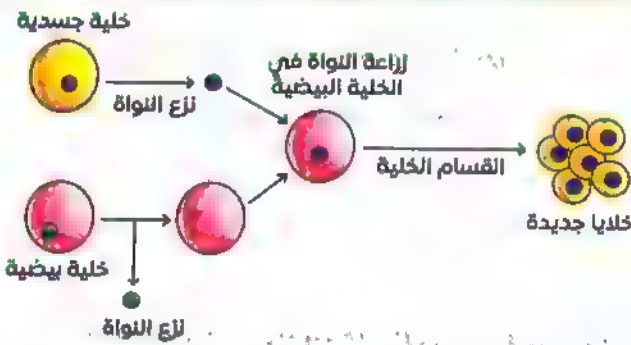 خلية جسدية
نزع النواة
زراعة النواة في
الخلية البيضية
انقسام الخلية
خلايا جديدة
خلية بيضية
نزع النواة